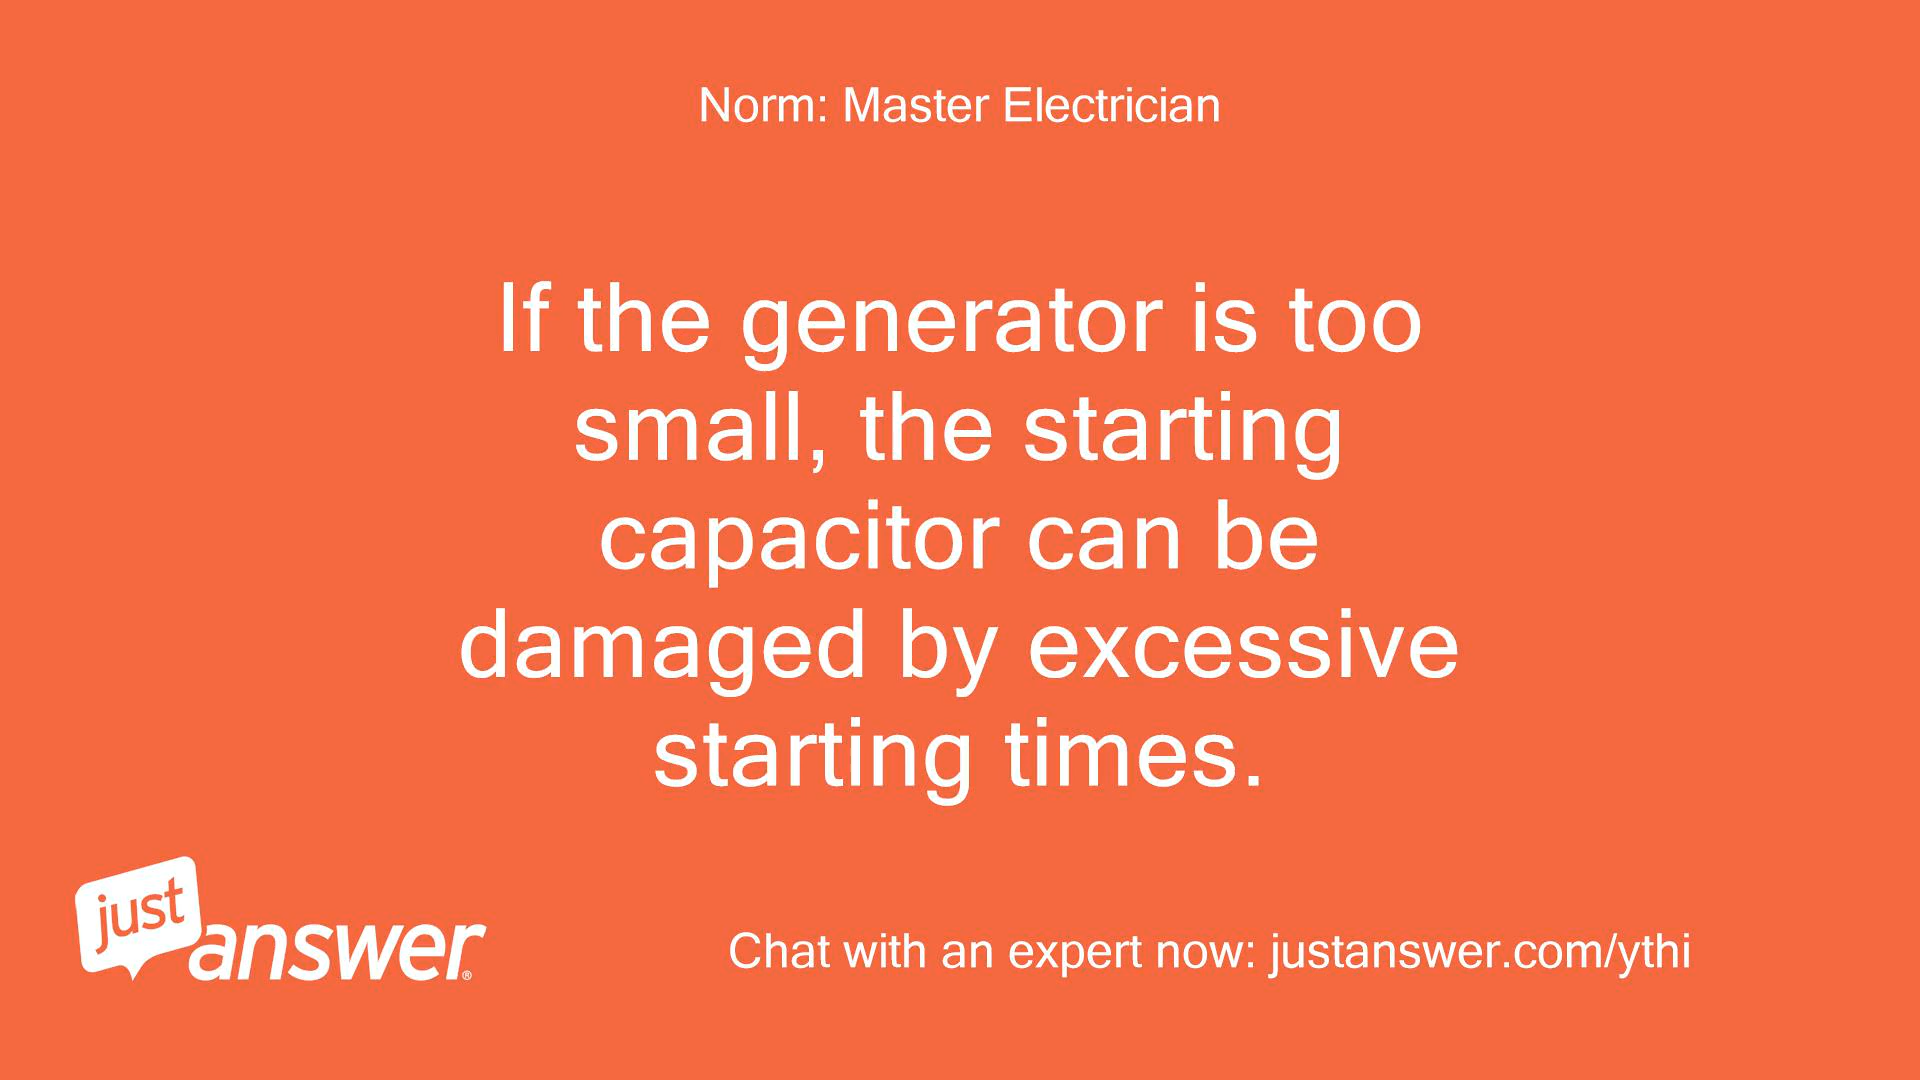 Norm: Master Electrician
If the generator is too
small, the starting
capacitor can be
damaged by excessive
starting times.
just
answer®
Chat with an expert now: justanswer.com/ythi